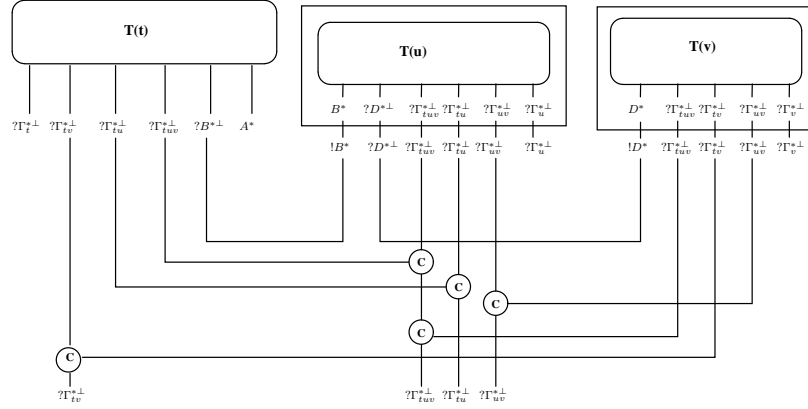 T(t)
T(u)
T(v)
B* ?D*⊥ ?Γ*⊥tuv ?Γ*⊥tu ?Γ*⊥uv ?Γ*⊥u
D* ?Γ*⊥tuv ?Γ*⊥tv ?Γ*⊥uv ?Γ*⊥v
?Γ*⊥t ?Γ*⊥tv ?Γ*⊥tu ?Γ*⊥tuv ?B*⊥ A*
!B* ?D*⊥ ?Γ*⊥tuv ?Γ*⊥tu ?Γ*⊥uv ?Γ*⊥u
!D* ?Γ*⊥tuv ?Γ*⊥tv ?Γ*⊥uv ?Γ*⊥v
C
C
C
C
C
?Γ*⊥tv ?Γ*⊥tuv ?Γ*⊥tu ?Γ*⊥uv